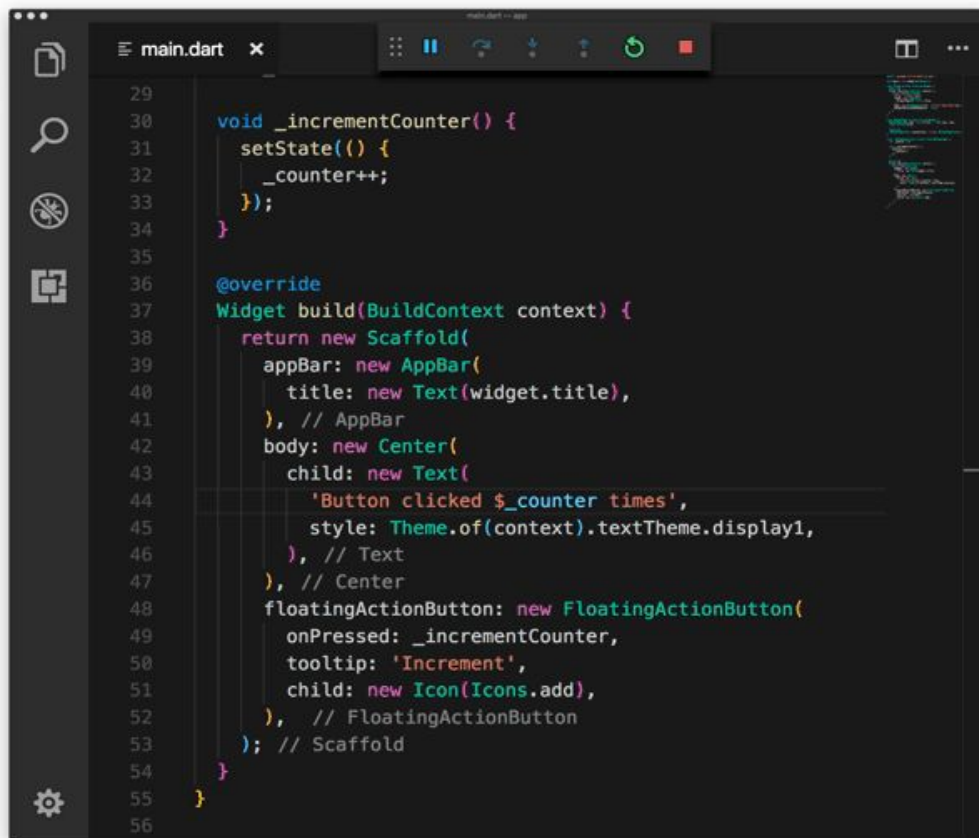 main.dart — app
main.dart ×
29
30 void _incrementCounter() {
31 setState(() {
32 _counter++;
33 });
34 }
35
36 @override
37 Widget build(BuildContext context) {
38 return new Scaffold(
39 appBar: new AppBar(
40 title: new Text(widget.title),
41 ), // AppBar
42 body: new Center(
43 child: new Text(
44 'Button clicked $_counter times',
45 style: Theme.of(context).textTheme.display1,
46 ), // Text
47 ), // Center
48 floatingActionButton: new FloatingActionButton(
49 onPressed: _incrementCounter,
50 tooltip: 'Increment',
51 child: new Icon(Icons.add),
52 ), // FloatingActionButton
53 ); // Scaffold
54 }
55 }
56